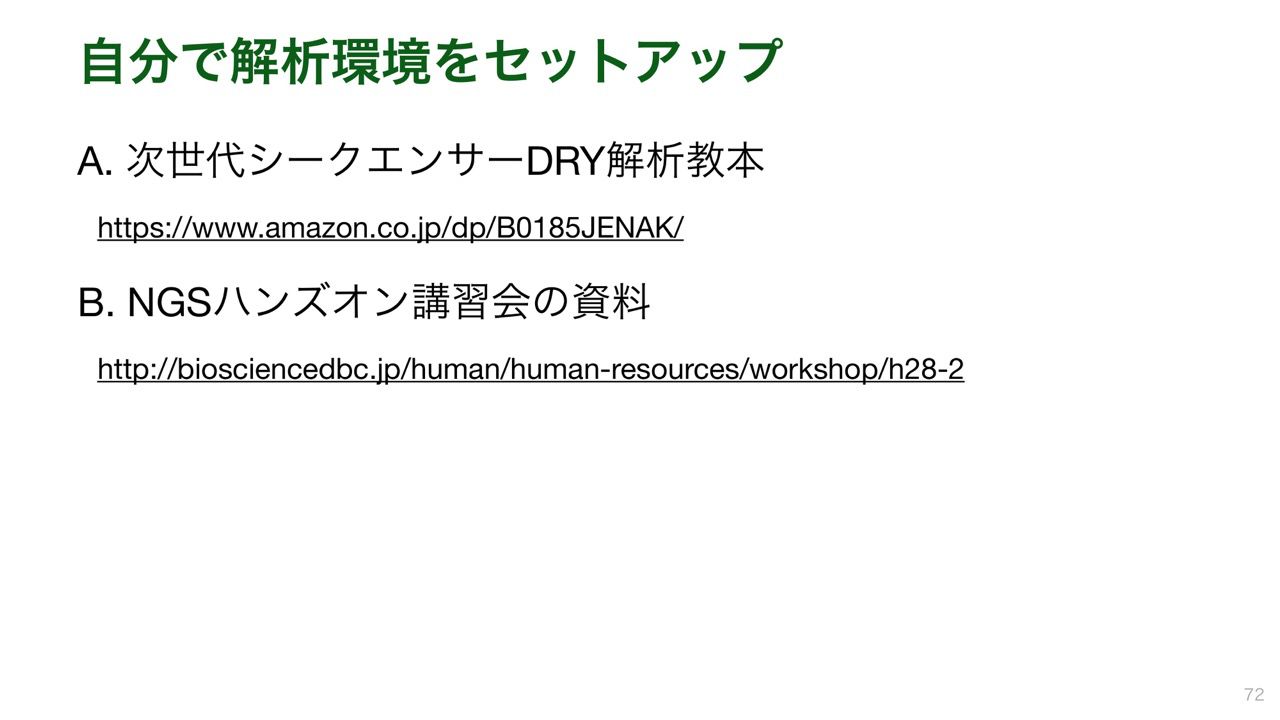 自分で解析環境をセットアップ
A. 次世代シークエンサーDRY解析教本
https://www.amazon.co.jp/dp/B0185JENAK/
B. NGSハンズオン講習会の資料
http://biosciencedbc.jp/human/human-resources/workshop/h28-2
72